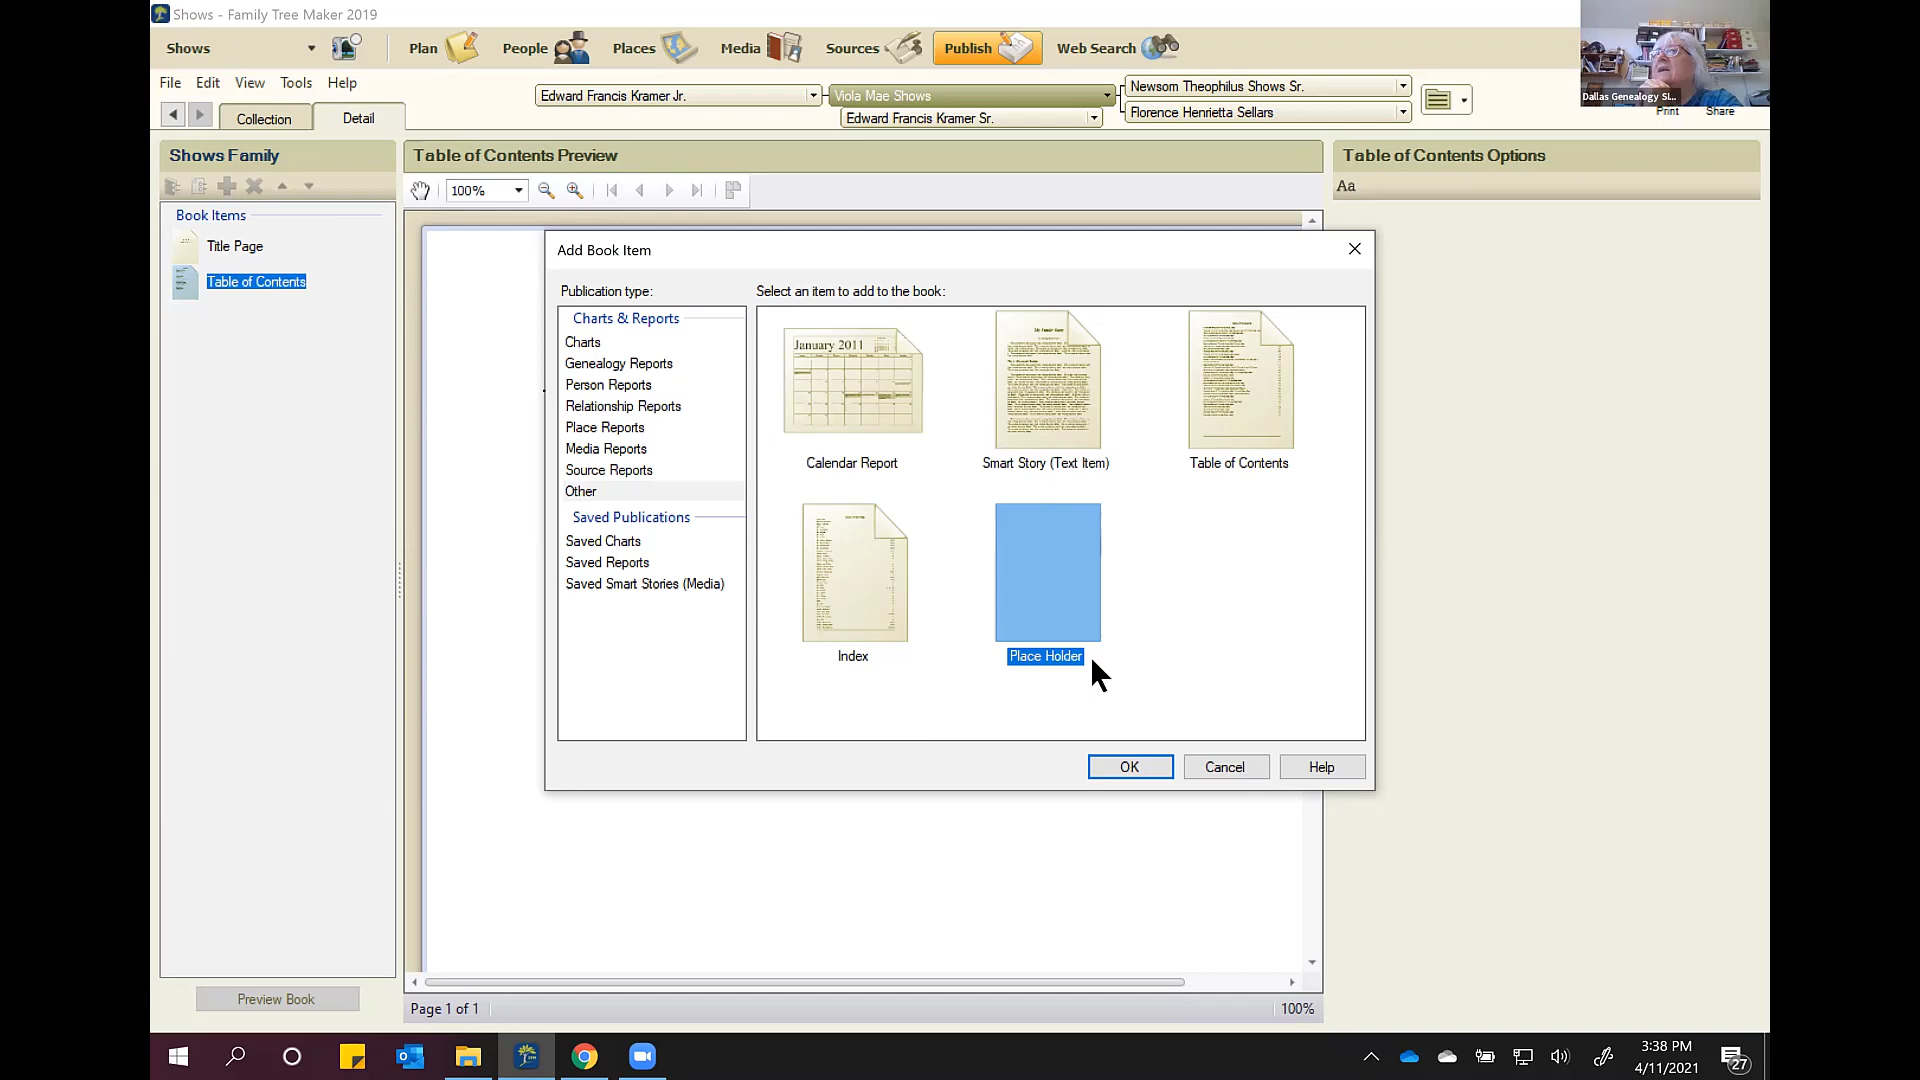 Shows - Family Tree Maker 2019
Shows
Plan
People
Places
Media
Sources
Publish
Web Search
File Edit View Tools Help
Edward Francis Kramer Jr.
Viola Mae Shows
Edward Francis Kramer Sr.
Newsom Theophilus Shows Sr.
Florence Henrietta Sellars
Dallas Genealogy SI...
Print
Share
Collection
Detail
Shows Family
Table of Contents Preview
Table of Contents Options
100%
Aa
Book Items
Title Page
Table of Contents
Add Book Item
Publication type:
Select an item to add to the book:
Charts & Reports
Charts
Genealogy Reports
Person Reports
Relationship Reports
Place Reports
Media Reports
Source Reports
Other
Saved Publications
Saved Charts
Saved Reports
Saved Smart Stories (Media)
January 2011
Calendar Report
Smart Story (Text Item)
Table of Contents
Index
Place Holder
OK
Cancel
Help
Preview Book
Page 1 of 1
100%
3:38 PM
4/11/2021
27